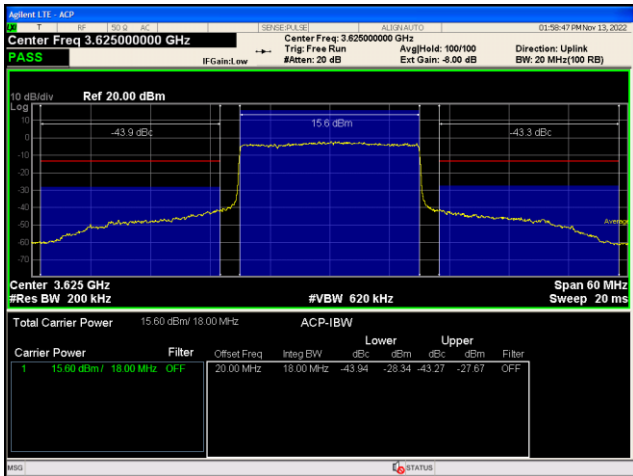 Agilent LTE - ACP
T RF 50 Ω AC SENSE:PULSE ALIGNAUTO 01:58:47 PM Nov 13, 2022
Center Freq 3.625000000 GHz
Center Freq: 3.625000000 GHz
Trig: Free Run Avg|Hold: 100/100 Direction: Uplink
PASS IFGain:Low #Atten: 20 dB Ext Gain: -8.00 dB BW: 20 MHz(100 RB)
10 dB/div Ref 20.00 dBm
Log
10
0
-10
-20
-30
-40
-50
-60
-70
-43.9 dBc 15.6 dBm -43.3 dBc
Average
Center 3.625 GHz Span 60 MHz
#Res BW 200 kHz #VBW 620 kHz Sweep 20 ms
Total Carrier Power 15.60 dBm/ 18.00 MHz ACP-IBW
Lower Upper
Carrier Power Filter Offset Freq Integ BW dBc dBm dBc dBm Filter
1 15.60 dBm / 18.00 MHz OFF 20.00 MHz 18.00 MHz -43.94 -28.34 -43.27 -27.67 OFF
MSG STATUS